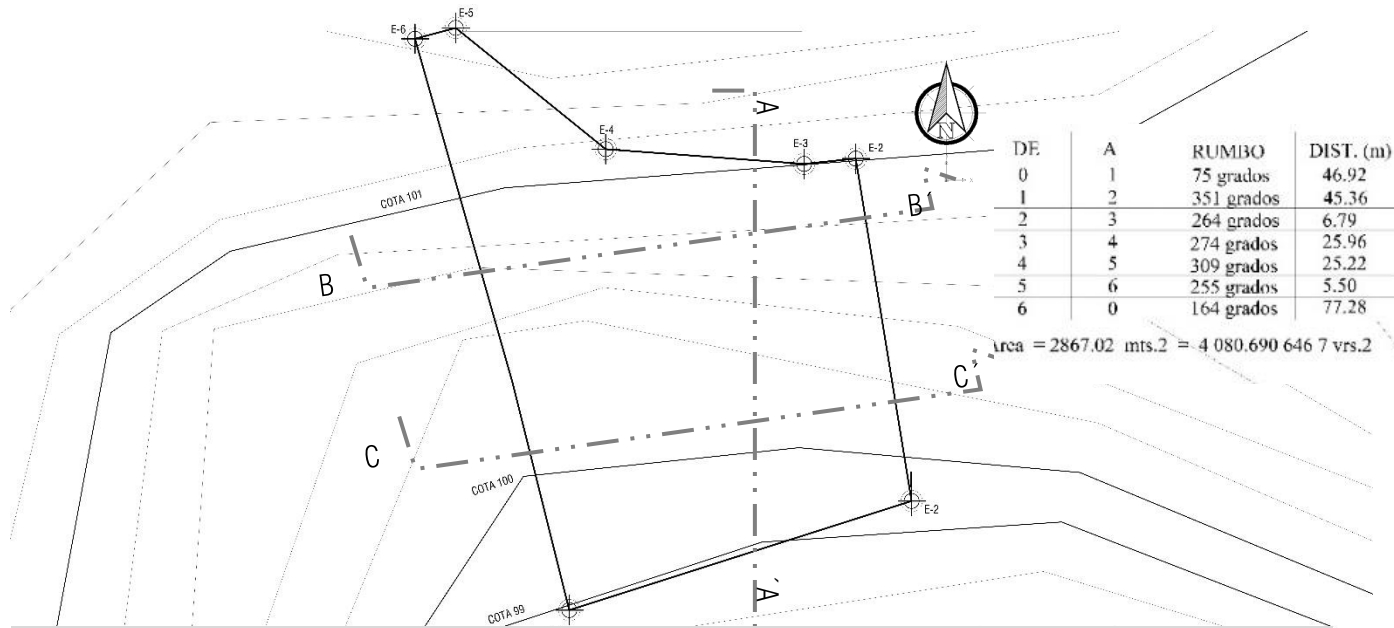 E-5
E-6
A
E-4
E-3
E-2
N
COTA 101
B
B´
DE A RUMBO DIST. (m)
0 1 75 grados 46.92
1 2 351 grados 45.36
2 3 264 grados 6.79
3 4 274 grados 25.96
4 5 309 grados 25.22
5 6 255 grados 5.50
6 0 164 grados 77.28
Area = 2867.02 mts.2 = 4 080.690 646 7 vrs.2
C
C´
COTA 100
E-2
COTA 99
A´